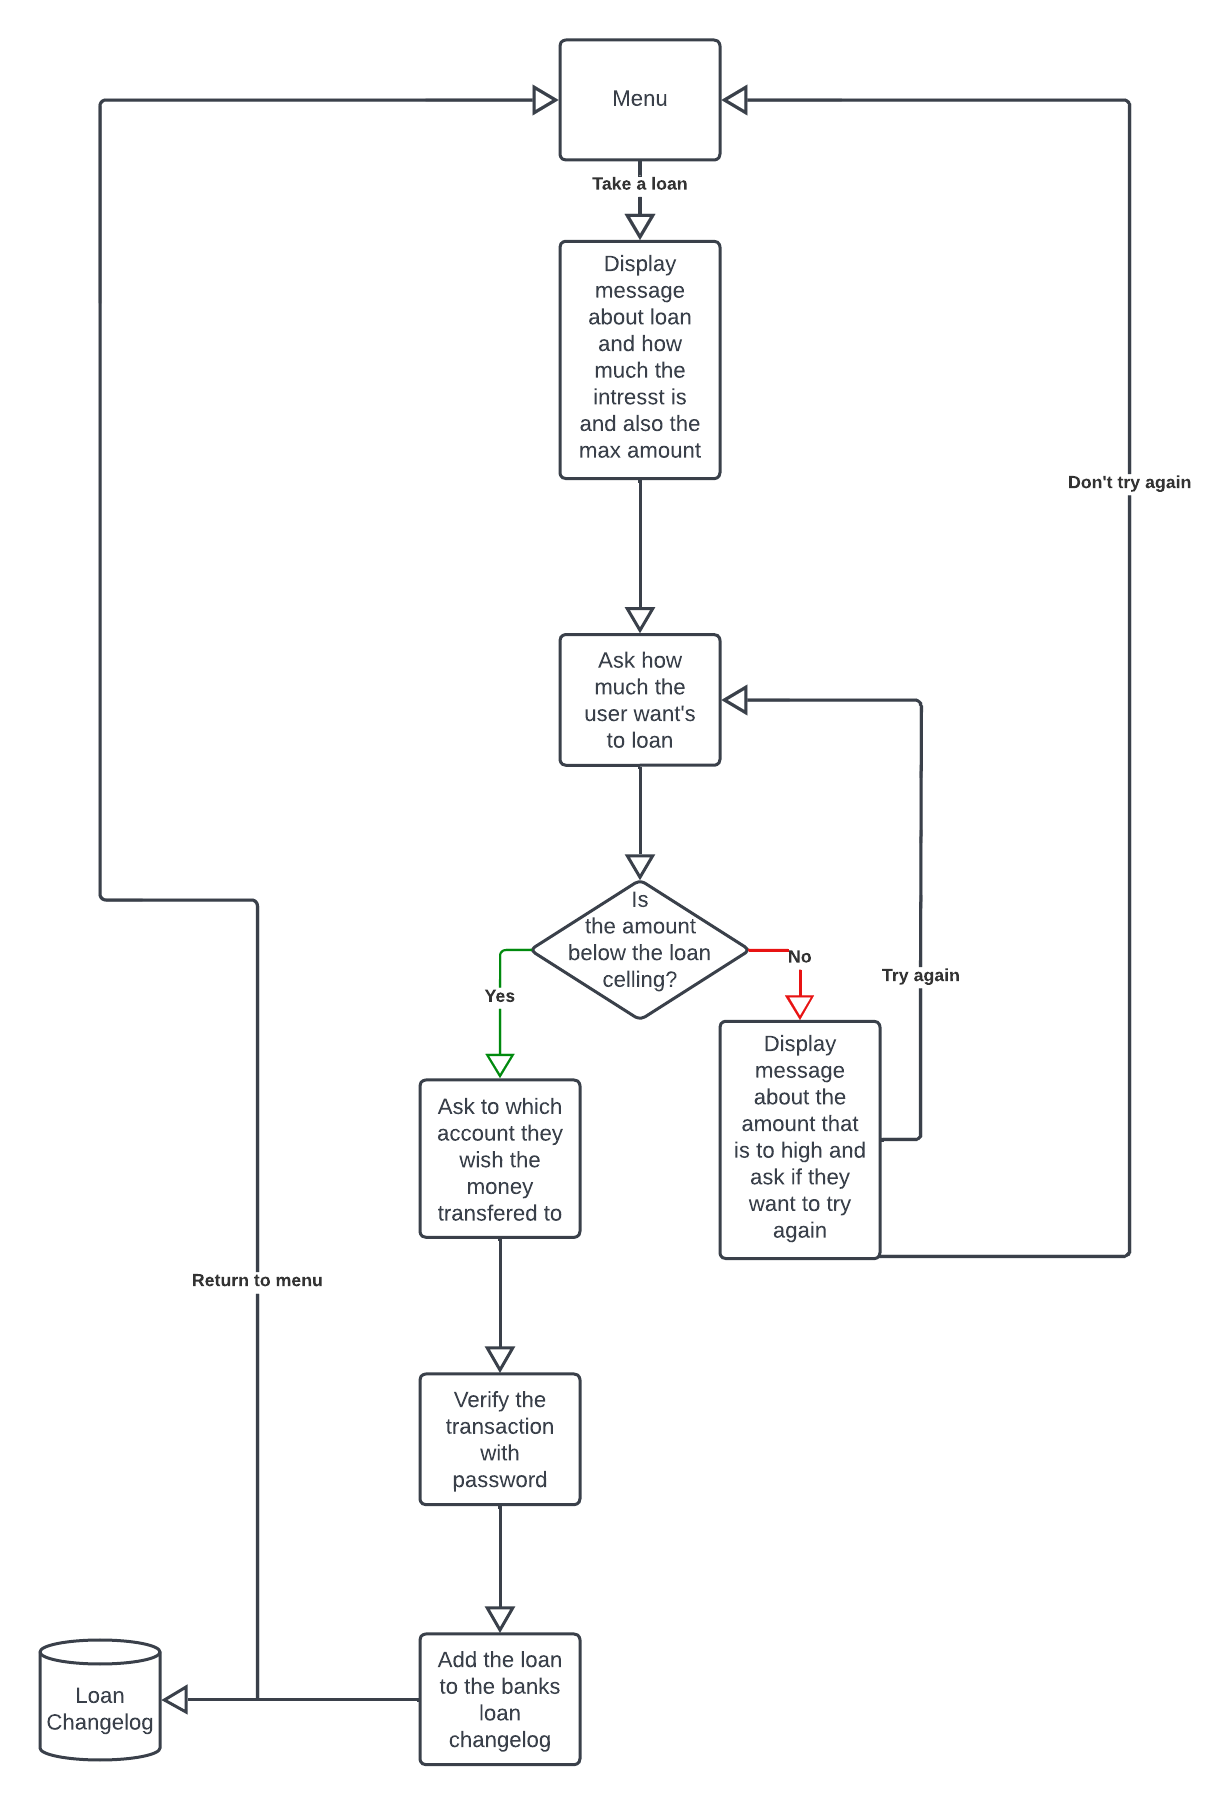 Menu
Take a loan
Display
message
about loan
and how
much the
intresst is
and also the
max amount
Don't try again
Ask how
much the
user want's
to loan
Is
the amount
below the loan
celling?
No
Try again
Yes
Display
message
about the
amount that
is to high and
ask if they
want to try
again
Ask to which
account they
wish the
money
transfered to
Return to menu
Verify the
transaction
with
password
Add the loan
to the banks
loan
changelog
Loan
Changelog